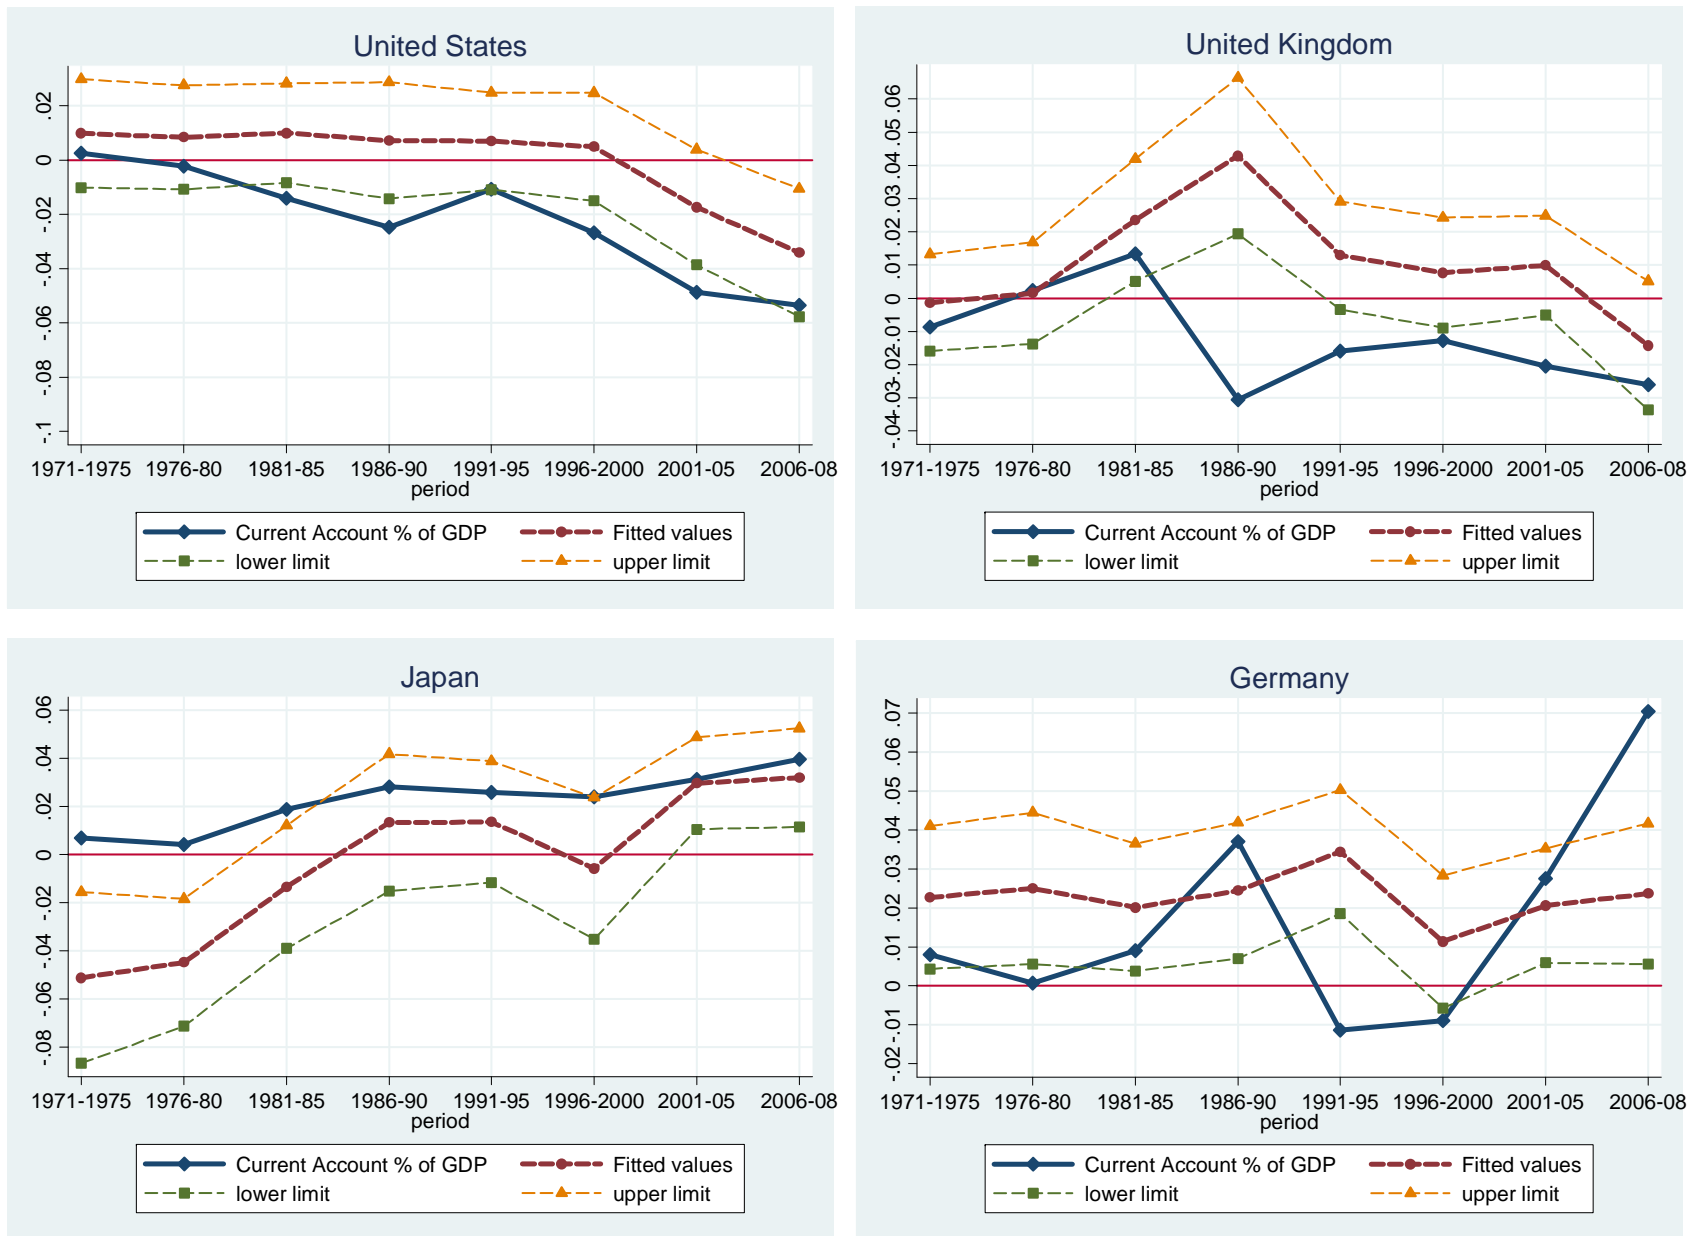 United States
.02
0
-.02
-.04
-.06
-.08
-.1
1971-1975 1976-80 1981-85 1986-90 1991-95 1996-2000 2001-05 2006-08
period
Current Account % of GDP Fitted values
lower limit upper limit
United Kingdom
.06
.05
.04
.03
.02
.01
0
-.01
-.02
-.03
-.04
1971-1975 1976-80 1981-85 1986-90 1991-95 1996-2000 2001-05 2006-08
period
Current Account % of GDP Fitted values
lower limit upper limit
Japan
.06
.04
.02
0
-.02
-.04
-.06
-.08
1971-1975 1976-80 1981-85 1986-90 1991-95 1996-2000 2001-05 2006-08
period
Current Account % of GDP Fitted values
lower limit upper limit
Germany
.07
.06
.05
.04
.03
.02
.01
0
-.01
-.02
1971-1975 1976-80 1981-85 1986-90 1991-95 1996-2000 2001-05 2006-08
period
Current Account % of GDP Fitted values
lower limit upper limit